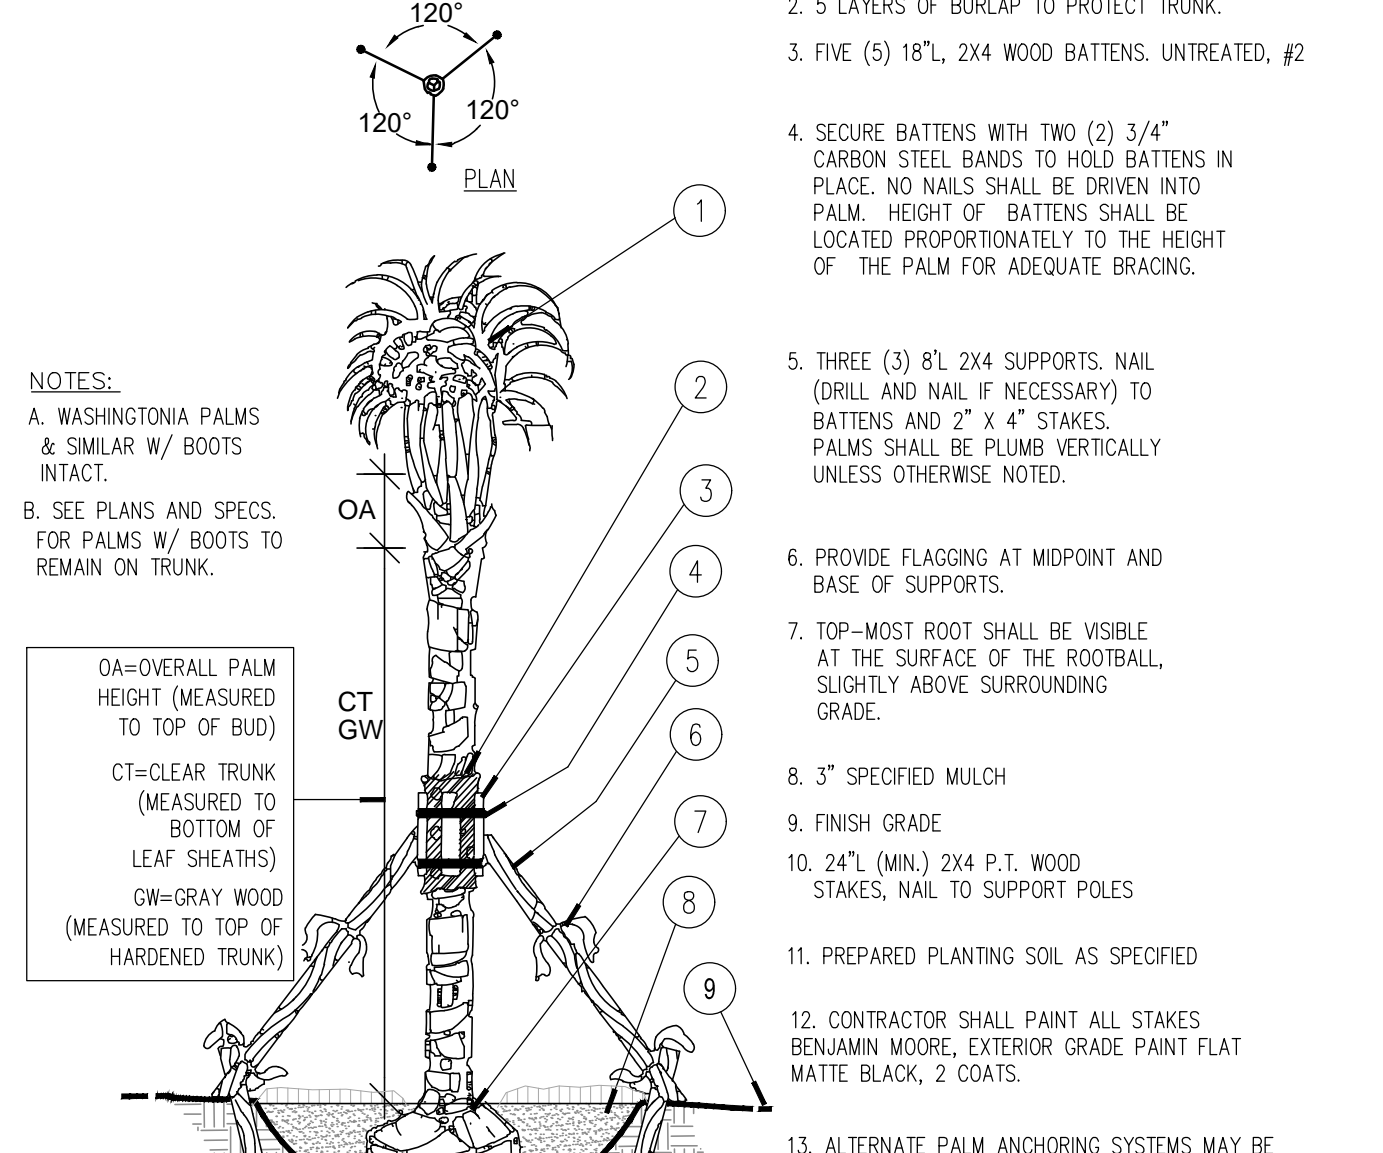 120°
120°
120°
PLAN
1
2
3
4
5
6
7
8
9
NOTES:
A. WASHINGTONIA PALMS
& SIMILAR W/ BOOTS
INTACT.
B. SEE PLANS AND SPECS.
FOR PALMS W/ BOOTS TO
REMAIN ON TRUNK.
OA
CT
GW
OA=OVERALL PALM
HEIGHT (MEASURED
TO TOP OF BUD)
CT=CLEAR TRUNK
(MEASURED TO
BOTTOM OF
LEAF SHEATHS)
GW=GRAY WOOD
(MEASURED TO TOP OF
HARDENED TRUNK)
2. 5 LAYERS OF BURLAP TO PROTECT TRUNK.
3. FIVE (5) 18"L, 2X4 WOOD BATTENS. UNTREATED, #2
4. SECURE BATTENS WITH TWO (2) 3/4"
CARBON STEEL BANDS TO HOLD BATTENS IN
PLACE. NO NAILS SHALL BE DRIVEN INTO
PALM. HEIGHT OF BATTENS SHALL BE
LOCATED PROPORTIONATELY TO THE HEIGHT
OF THE PALM FOR ADEQUATE BRACING.
5. THREE (3) 8'L 2X4 SUPPORTS. NAIL
(DRILL AND NAIL IF NECESSARY) TO
BATTENS AND 2" X 4" STAKES.
PALMS SHALL BE PLUMB VERTICALLY
UNLESS OTHERWISE NOTED.
6. PROVIDE FLAGGING AT MIDPOINT AND
BASE OF SUPPORTS.
7. TOP-MOST ROOT SHALL BE VISIBLE
AT THE SURFACE OF THE ROOTBALL,
SLIGHTLY ABOVE SURROUNDING
GRADE.
8. 3" SPECIFIED MULCH
9. FINISH GRADE
10. 24"L (MIN.) 2X4 P.T. WOOD
STAKES, NAIL TO SUPPORT POLES
11. PREPARED PLANTING SOIL AS SPECIFIED
12. CONTRACTOR SHALL PAINT ALL STAKES
BENJAMIN MOORE, EXTERIOR GRADE PAINT FLAT
MATTE BLACK, 2 COATS.
13. ALTERNATE PALM ANCHORING SYSTEMS MAY BE